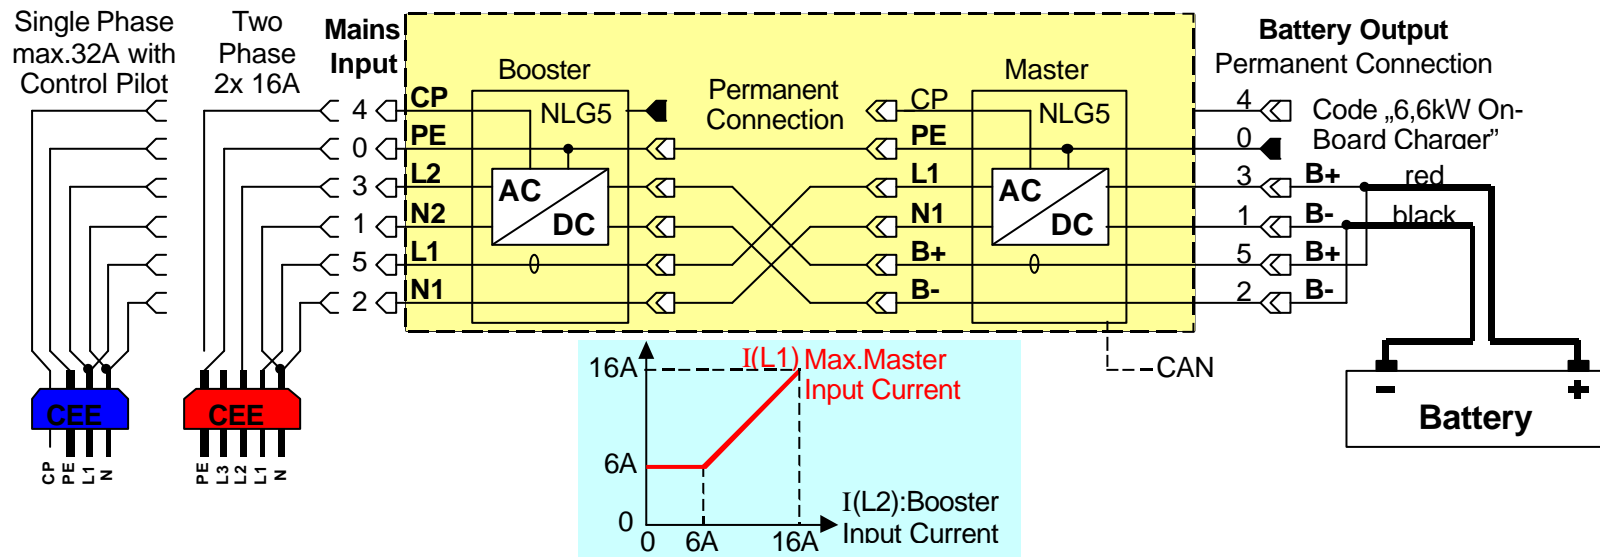 Single Phase
max.32A with
Control Pilot
Two
Phase
2x 16A
Mains
Input
4
0
3
1
5
2
CP
PE
L2
N2
L1
N1
Booster
NLG5
AC
DC
Permanent
Connection
CP
PE
L1
N1
B+
B-
Master
NLG5
AC
DC
Battery Output
Permanent Connection
4
0
3
1
5
2
Code „6,6kW On-
Board Charger”
B+
B-
B+
B-
red
black
CAN
- +
Battery
CEE
CP
PE
L1
N
CEE
PE
L3
L2
L1
N
16A
6A
0
I(L1) Max.Master
Input Current
0 6A 16A
I(L2):Booster
Input Current